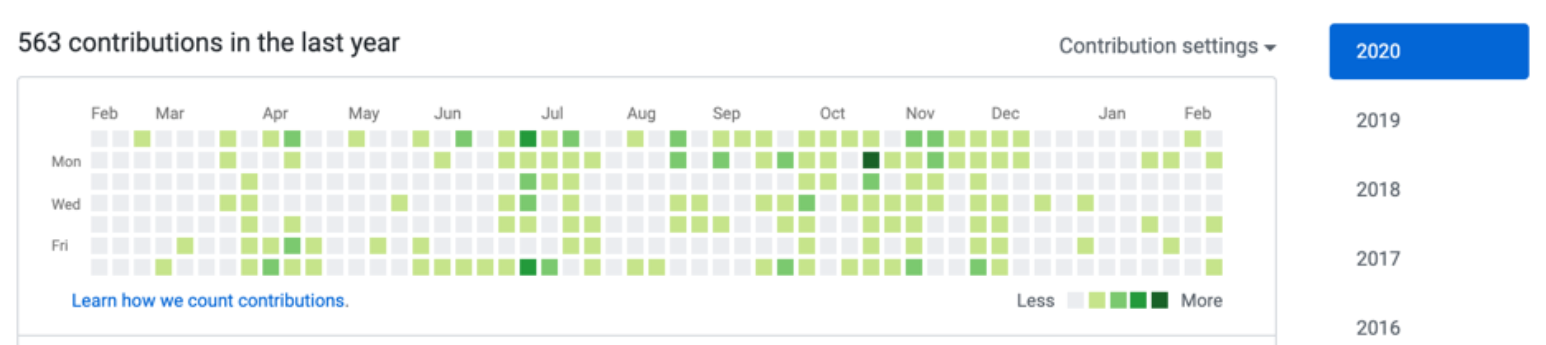 563 contributions in the last year
Contribution settings
Feb Mar Apr May Jun Jul Aug Sep Oct Nov Dec Jan Feb
Mon
Wed
Fri
Learn how we count contributions.
Less More
2020
2019
2018
2017
2016